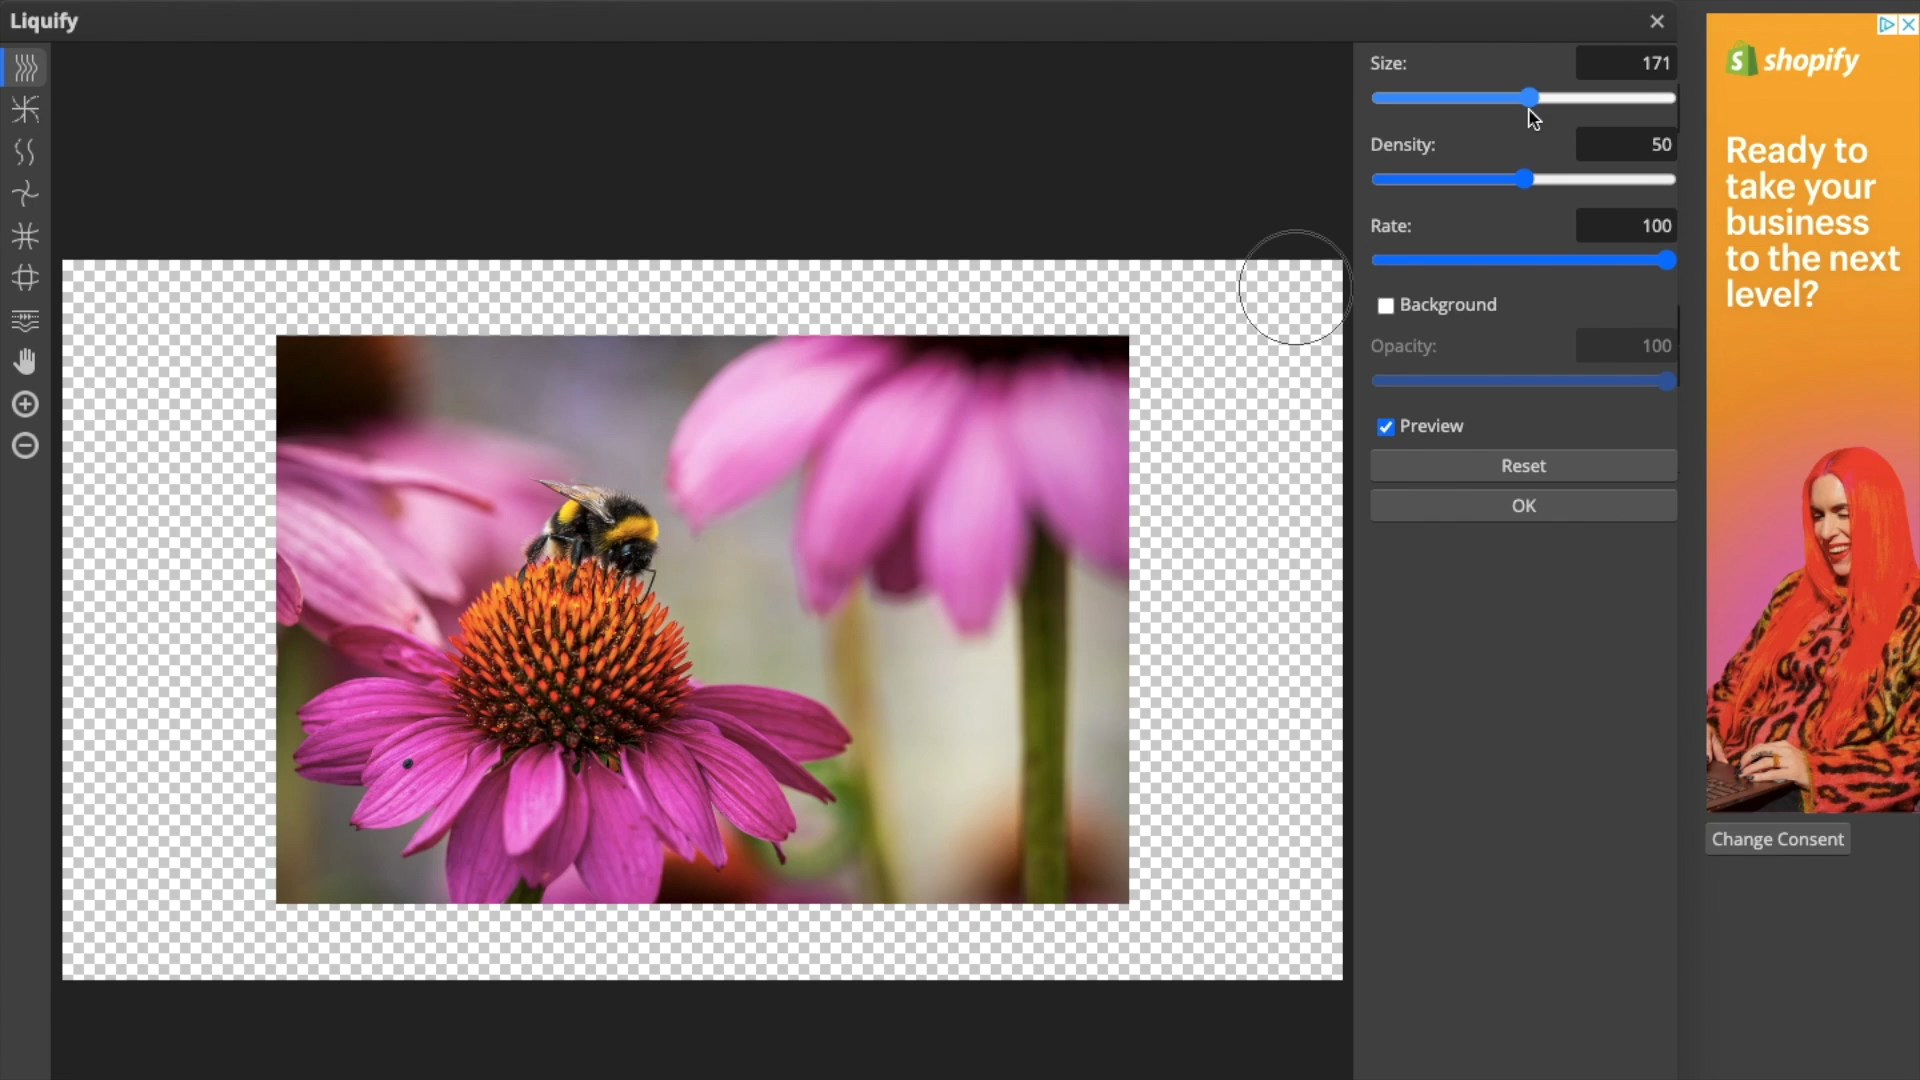 Liquify
Size:
171
Density:
50
Rate:
100
Background
Opacity:
100
Preview
Reset
OK
shopify
Ready to
take your
business
to the next
level?
Change Consent